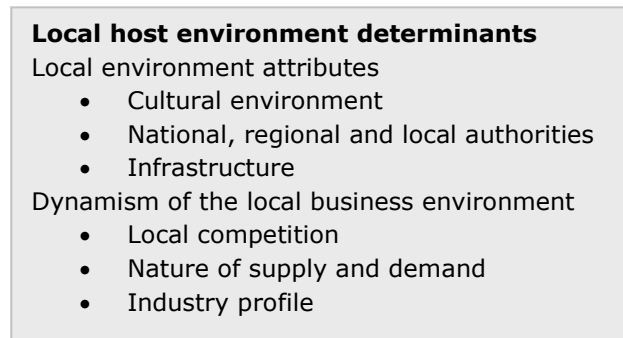 Local host environment determinants
Local environment attributes
• Cultural environment
• National, regional and local authorities
• Infrastructure
Dynamism of the local business environment
• Local competition
• Nature of supply and demand
• Industry profile